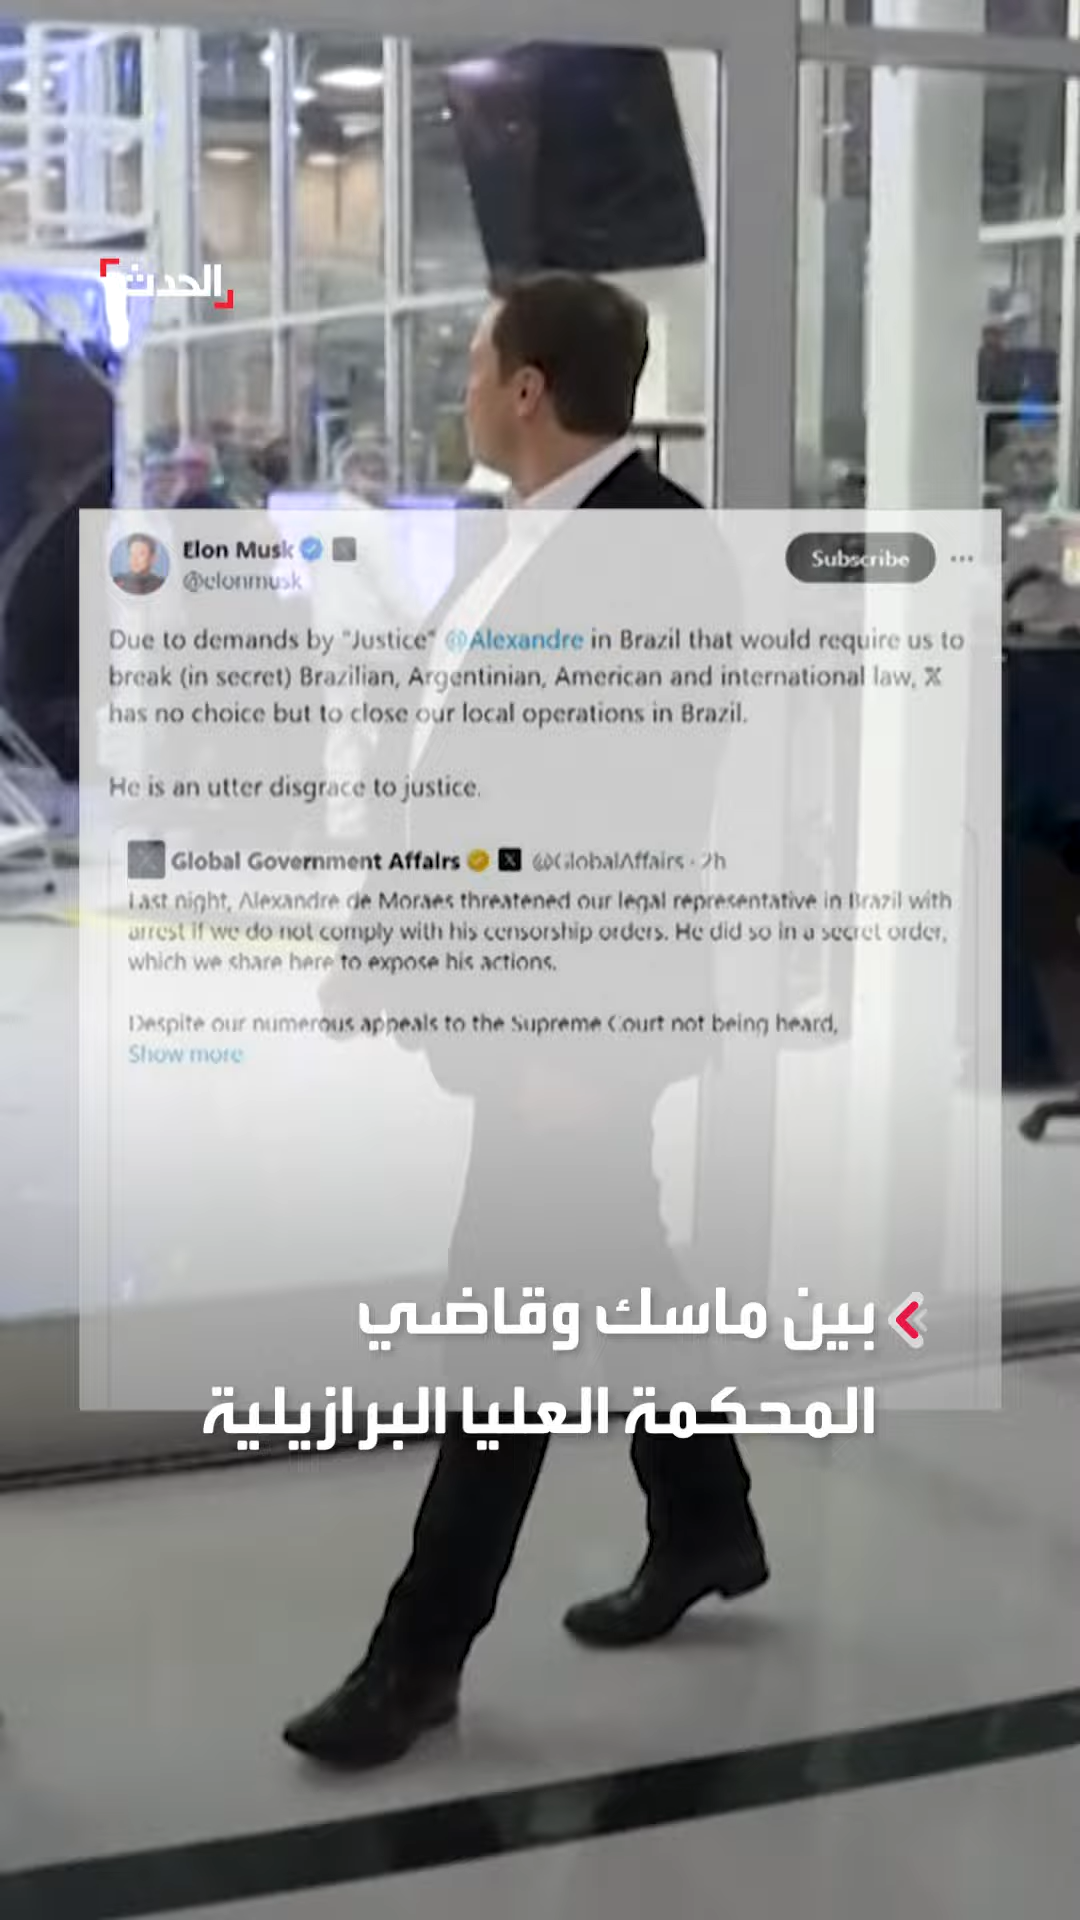 الحدث
Elon Musk
@elonmusk
Subscribe
Due to demands by "Justice" @Alexandre in Brazil that would require us to
break (in secret) Brazilian, Argentinian, American and international law, 𝕏
has no choice but to close our local operations in Brazil.
He is an utter disgrace to justice.
Global Government Affairs @GlobalAffairs · 2h
Last night, Alexandre de Moraes threatened our legal representative in Brazil with
arrest if we do not comply with his censorship orders. He did so in a secret order,
which we share here to expose his actions.
Despite our numerous appeals to the Supreme Court not being heard,
Show more
بين ماسك وقاضي
المحكمة العليا البرازيلية